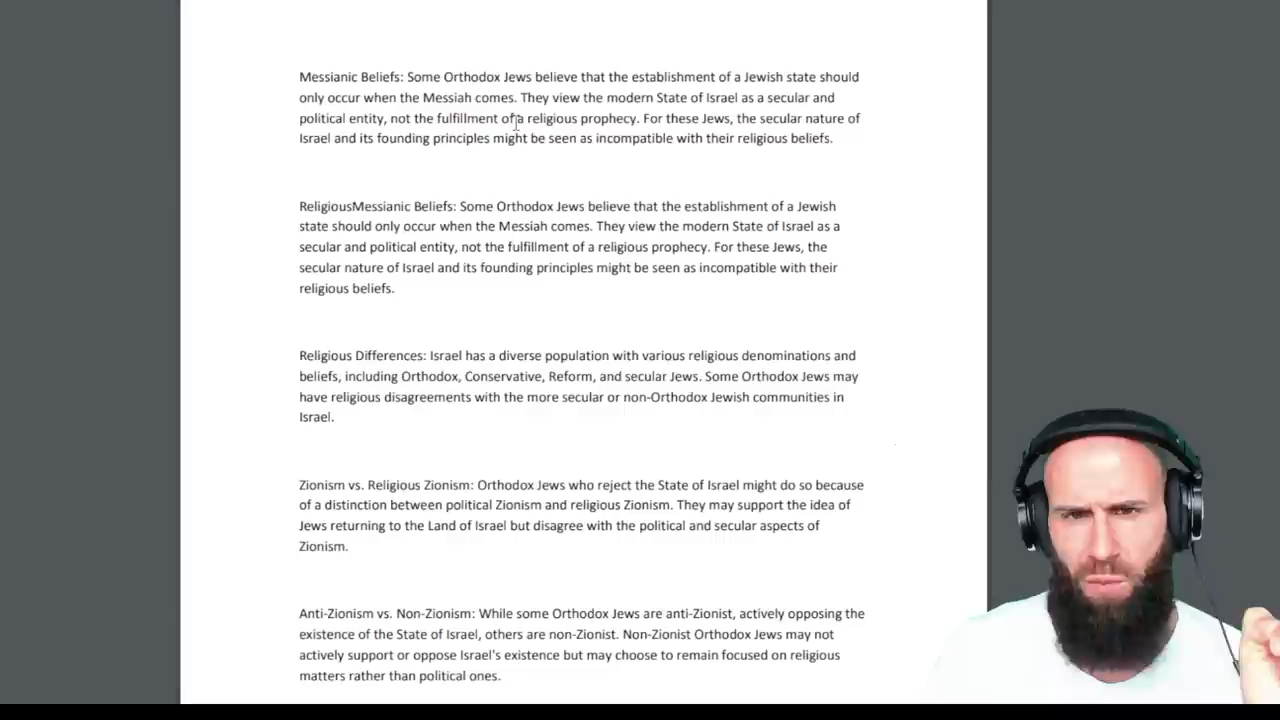 Messianic Beliefs: Some Orthodox Jews believe that the establishment of a Jewish state should
only occur when the Messiah comes. They view the modern State of Israel as a secular and
political entity, not the fulfillment of a religious prophecy. For these Jews, the secular nature of
Israel and its founding principles might be seen as incompatible with their religious beliefs.
ReligiousMessianic Beliefs: Some Orthodox Jews believe that the establishment of a Jewish
state should only occur when the Messiah comes. They view the modern State of Israel as a
secular and political entity, not the fulfillment of a religious prophecy. For these Jews, the
secular nature of Israel and its founding principles might be seen as incompatible with their
religious beliefs.
Religious Differences: Israel has a diverse population with various religious denominations and
beliefs, including Orthodox, Conservative, Reform, and secular Jews. Some Orthodox Jews may
have religious disagreements with the more secular or non-Orthodox Jewish communities in
Israel.
Zionism vs. Religious Zionism: Orthodox Jews who reject the State of Israel might do so because
of a distinction between political Zionism and religious Zionism. They may support the idea of
Jews returning to the Land of Israel but disagree with the political and secular aspects of
Zionism.
Anti-Zionism vs. Non-Zionism: While some Orthodox Jews are anti-Zionist, actively opposing the
existence of the State of Israel, others are non-Zionist. Non-Zionist Orthodox Jews may not
actively support or oppose Israel's existence but may choose to remain focused on religious
matters rather than political ones.